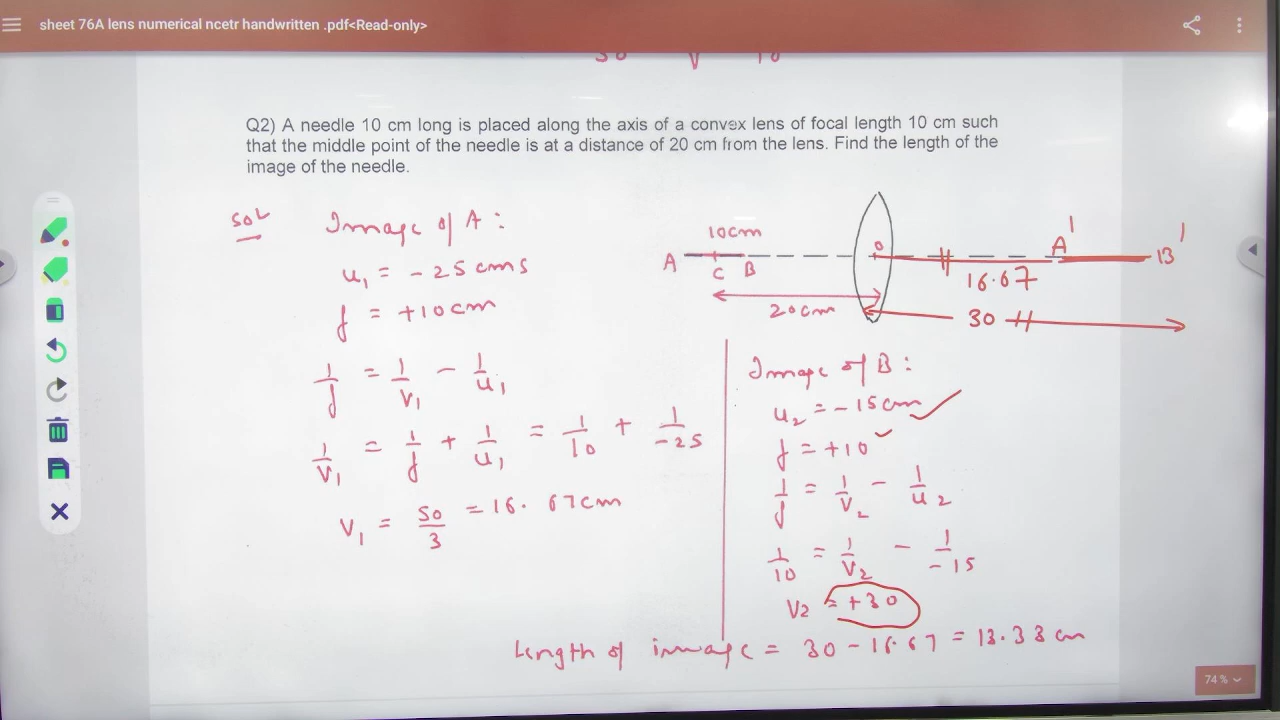 sheet 76A lens numerical ncetr handwritten .pdf<Read-only>
Q2) A needle 10 cm long is placed along the axis of a convex lens of focal length 10 cm such
that the middle point of the needle is at a distance of 20 cm from the lens. Find the length of the
image of the needle.
Sol
Image of A :
u₁ = - 25 cms
f = +10cm
1/f = 1/v₁ - 1/u₁
1/v₁ = 1/f + 1/u₁ = 1/10 + 1/-25
v₁ = 50/3 = 16.67cm
10cm
A C B O A' B'
16.67
20cm
30
Image of B :
u₂ = -15cm
f = +10
1/f = 1/v₂ - 1/u₂
1/10 = 1/v₂ - 1/-15
v₂ = +30
Length of image = 30 - 16.67 = 13.33 cm
74%